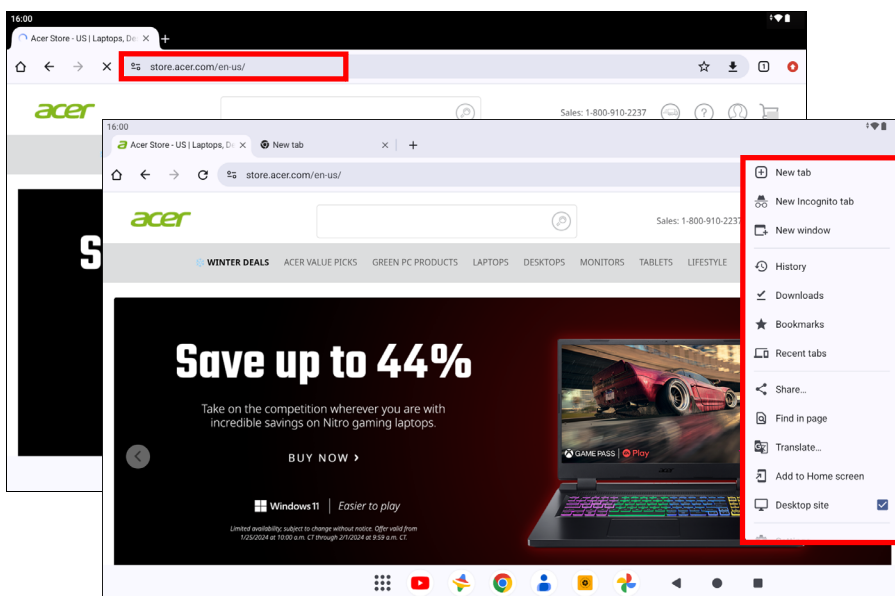 16:00
Acer Store - US | Laptops, De
store.acer.com/en-us/
1
acer
Sales: 1-800-910-2237
S
16:00
Acer Store - US | Laptops, De
New tab
store.acer.com/en-us/
acer
Sales: 1-800-910-2237
WINTER DEALS ACER VALUE PICKS GREEN PC PRODUCTS LAPTOPS DESKTOPS MONITORS TABLETS LIFESTYLE
Save up to 44%
Take on the competition wherever you are with
incredible savings on Nitro gaming laptops.
BUY NOW >
Windows 11 | Easier to play
Limited availability, subject to change without notice. Offer valid from
1/25/2024 at 10:00 a.m. CT through 2/1/2024 at 9:59 a.m. CT.
GAME PASS | EA Play
acer
New tab
New Incognito tab
New window
History
Downloads
Bookmarks
Recent tabs
Share...
Find in page
Translate...
Add to Home screen
Desktop site